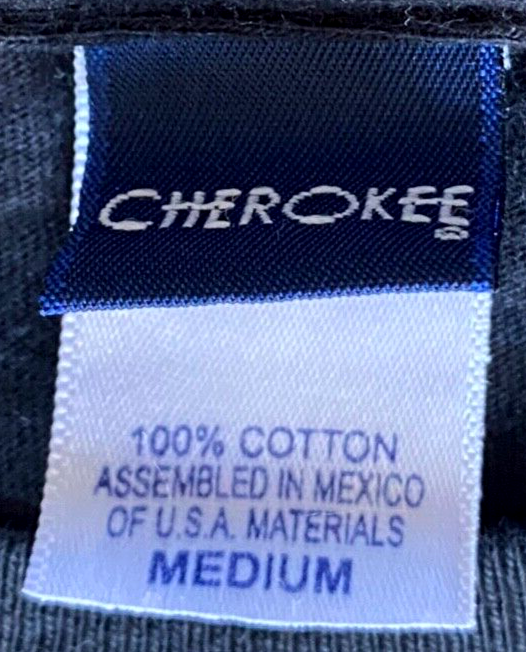 CHEROKEE
®
100% COTTON
ASSEMBLED IN MEXICO
OF U.S.A. MATERIALS
MEDIUM